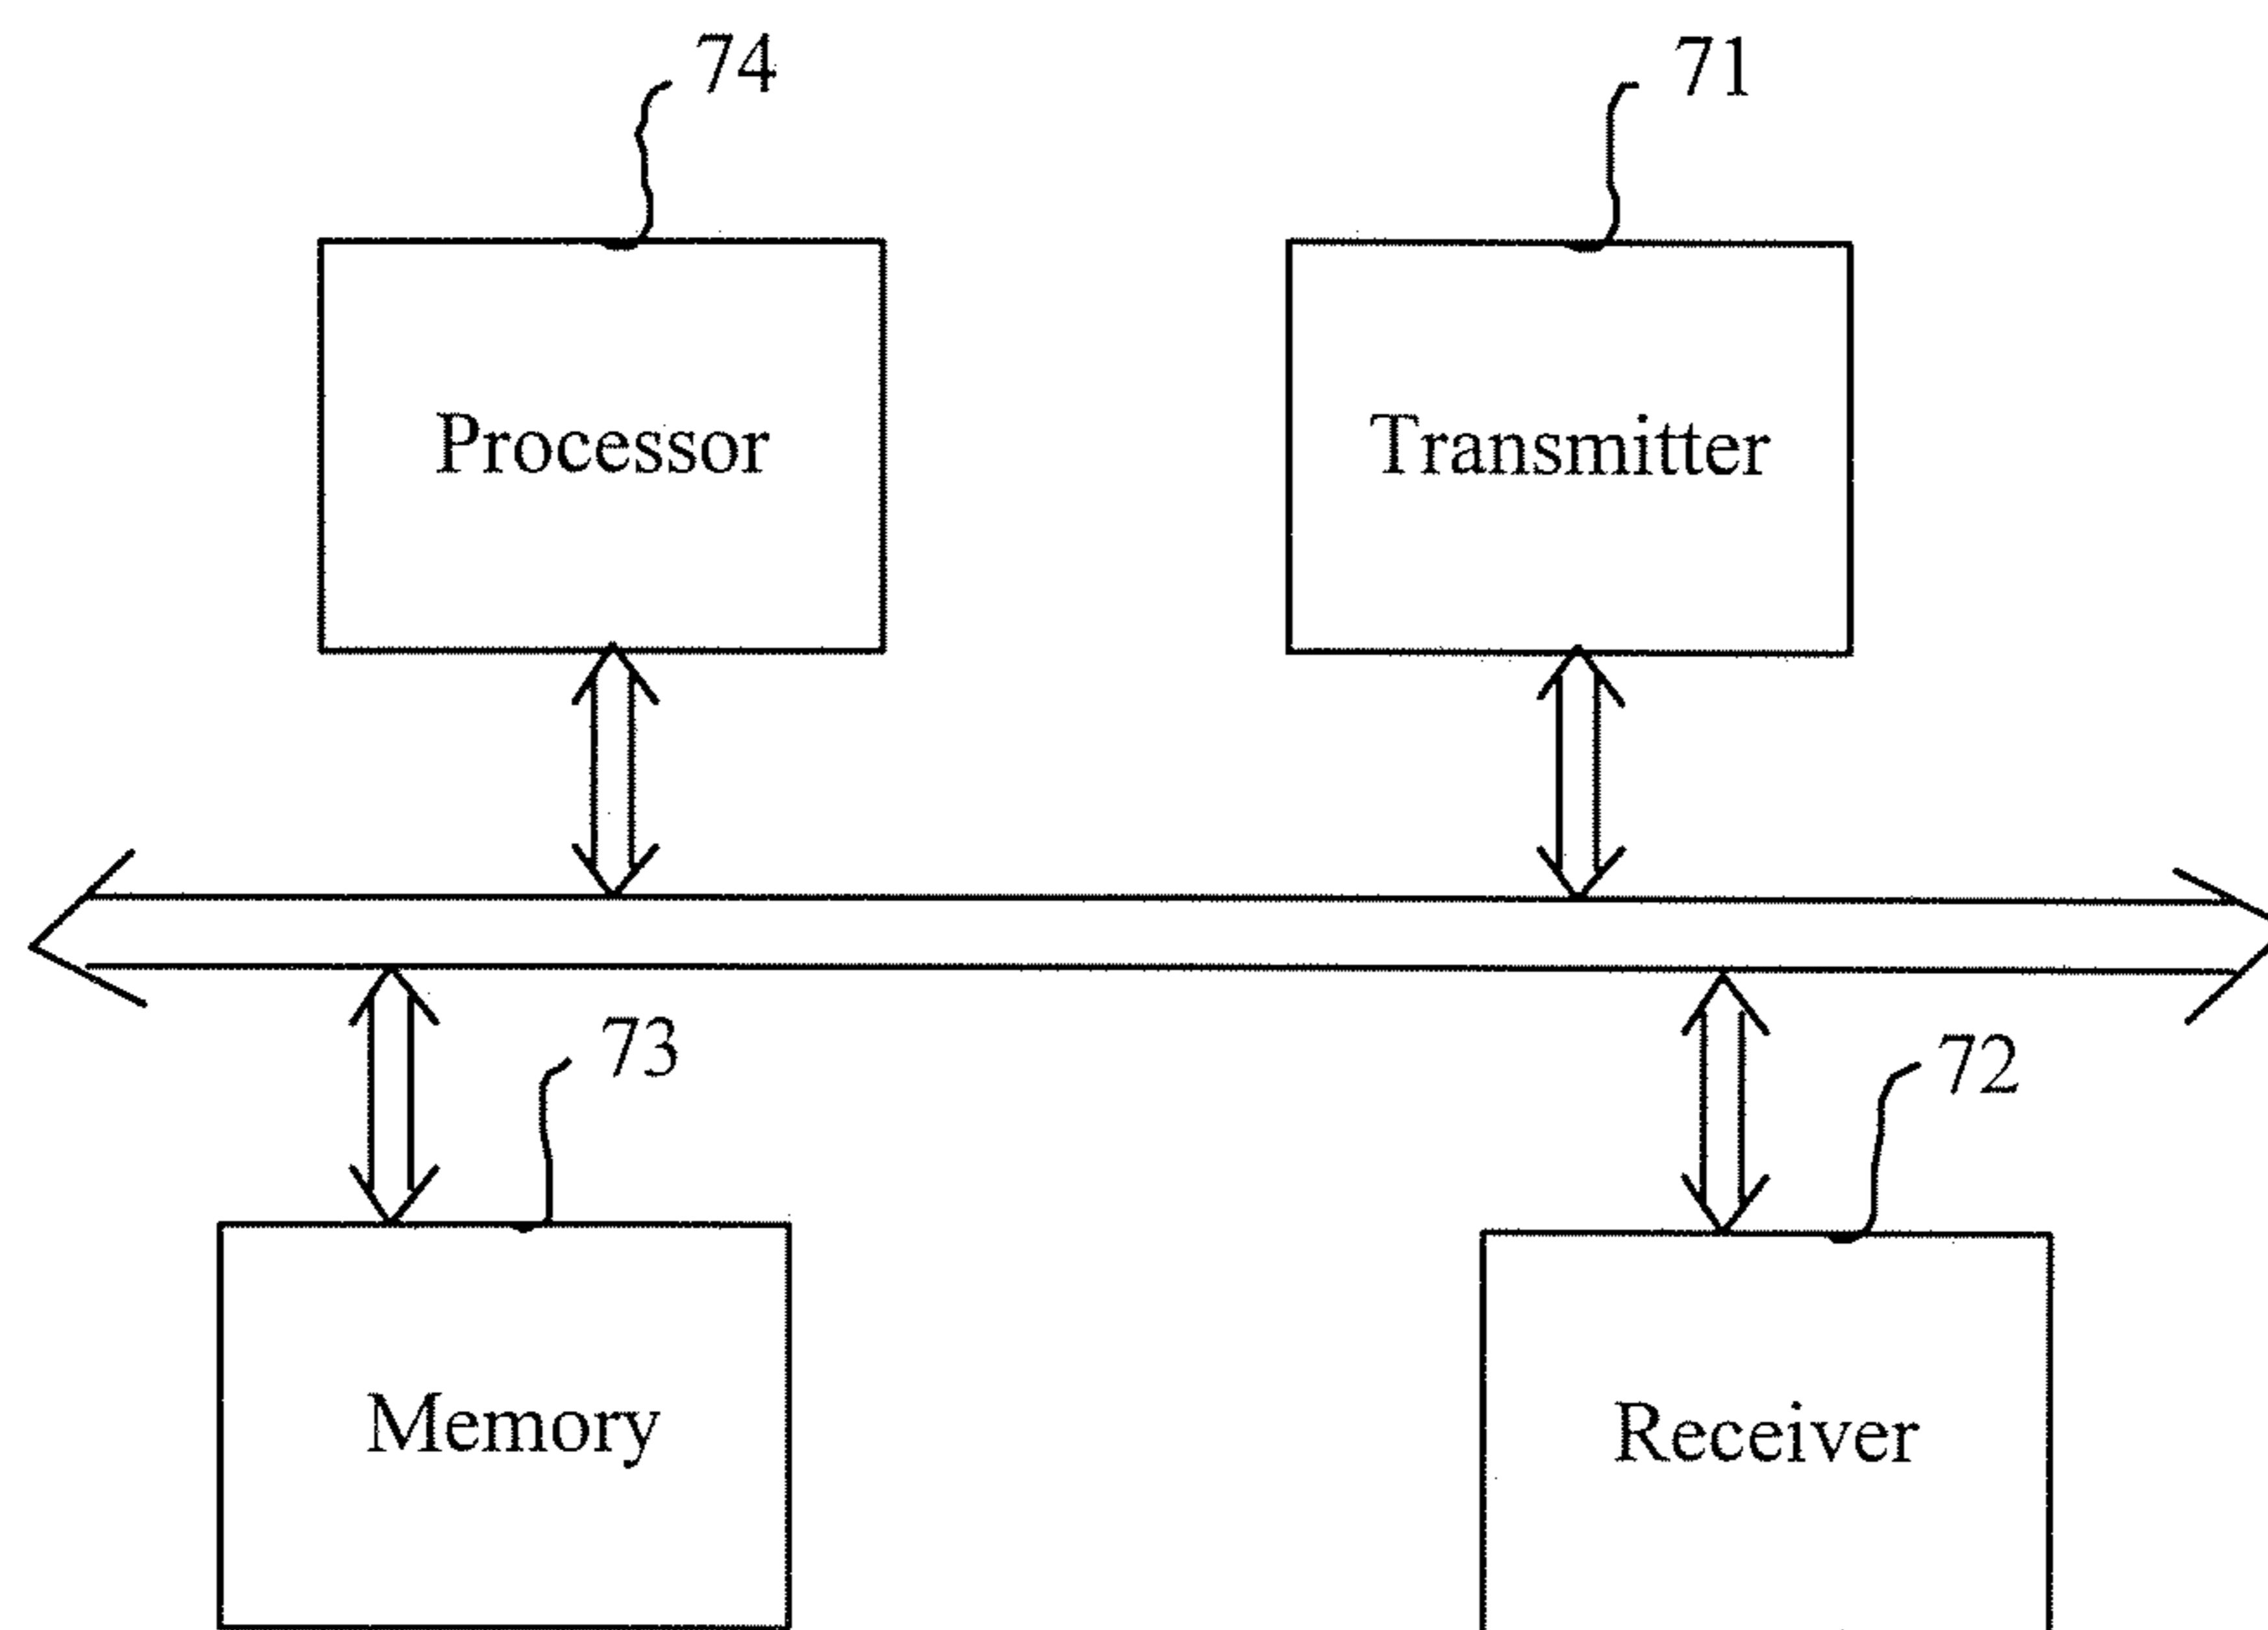 74
71
Processor
Transmitter
73
72
Memory
Receiver